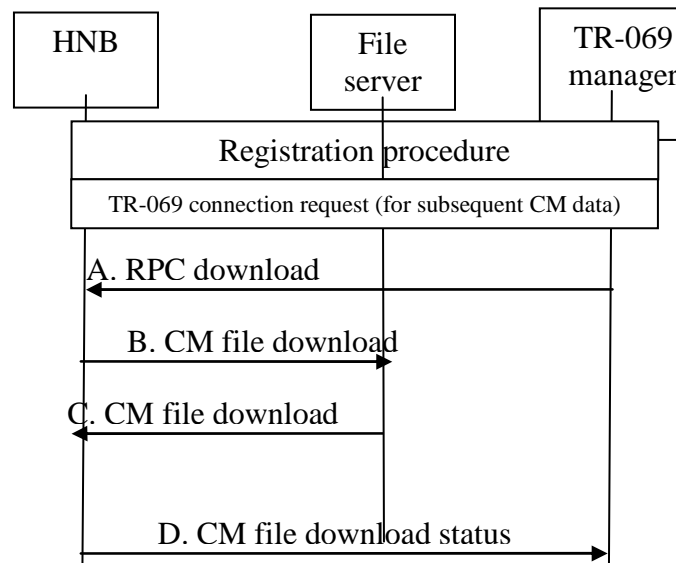 HNB
File
server
TR-069
manager
Registration procedure
TR-069 connection request (for subsequent CM data)
A. RPC download
B. CM file download
C. CM file download
D. CM file download status